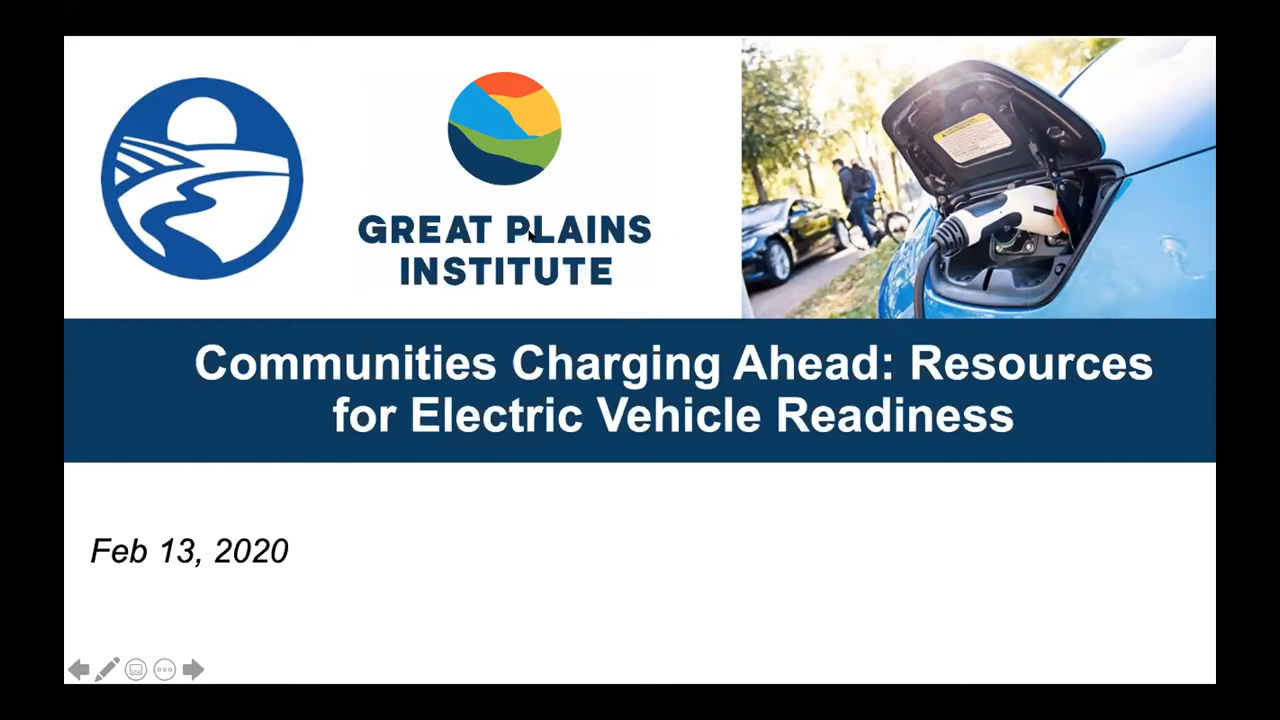 GREAT PLAINS
INSTITUTE
Communities Charging Ahead: Resources
for Electric Vehicle Readiness
Feb 13, 2020